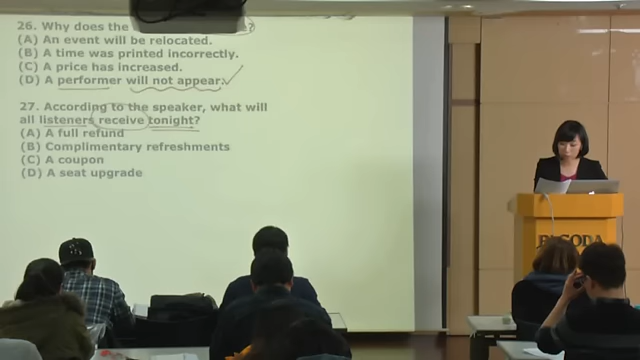 26. Why does the
(A) An event will be relocated.
(B) A time was printed incorrectly.
(C) A price has increased.
(D) A performer will not appear.
27. According to the speaker, what will
all listeners receive tonight?
(A) A full refund
(B) Complimentary refreshments
(C) A coupon
(D) A seat upgrade
PAGODA